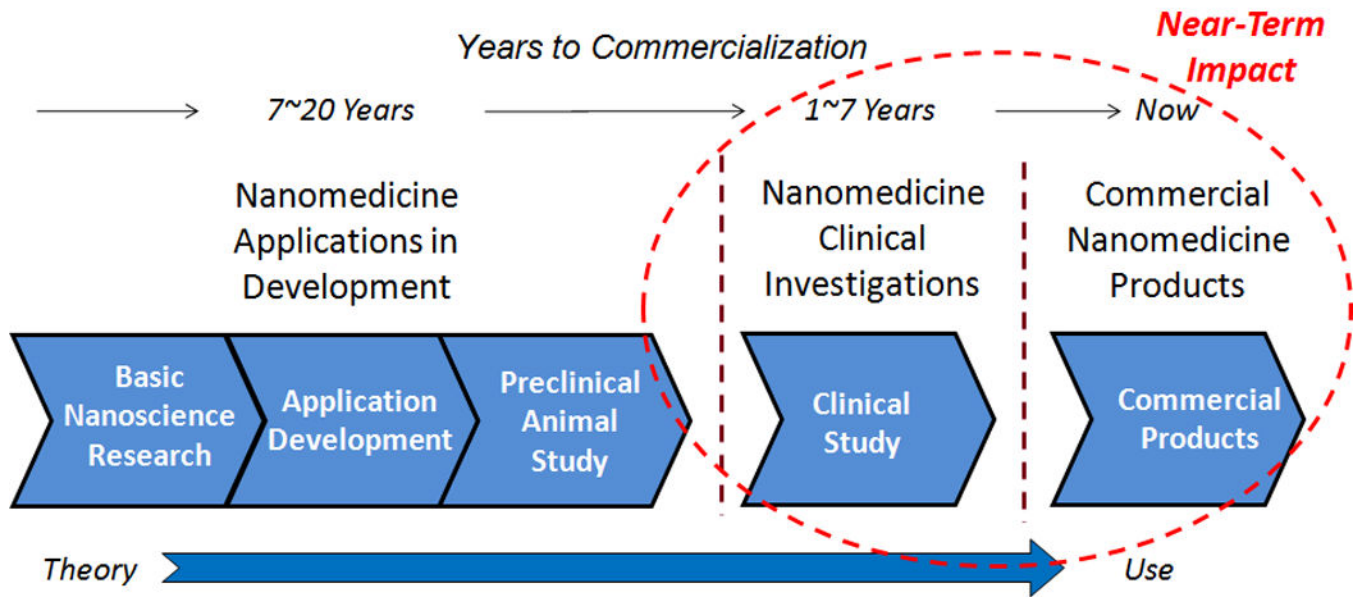 Years to Commercialization
Near-Term
Impact
7~20 Years
1~7 Years
Now
Nanomedicine
Applications in
Development
Nanomedicine
Clinical
Investigations
Commercial
Nanomedicine
Products
Basic
Nanoscience
Research
Application
Development
Preclinical
Animal
Study
Clinical
Study
Commercial
Products
Theory
Use